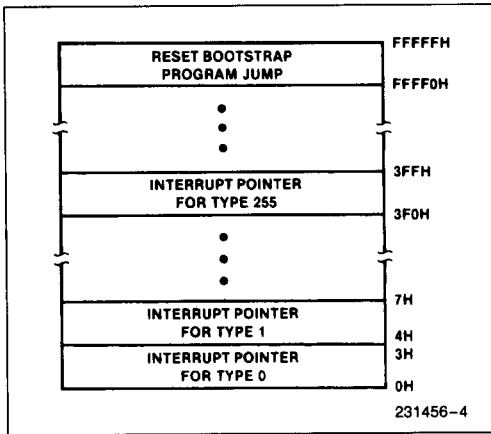 FFFFFH
RESET BOOTSTRAP
PROGRAM JUMP
FFFF0H
3FFH
INTERRUPT POINTER
FOR TYPE 255
3F0H
7H
INTERRUPT POINTER
FOR TYPE 1
4H
3H
INTERRUPT POINTER
FOR TYPE 0
0H
231456-4